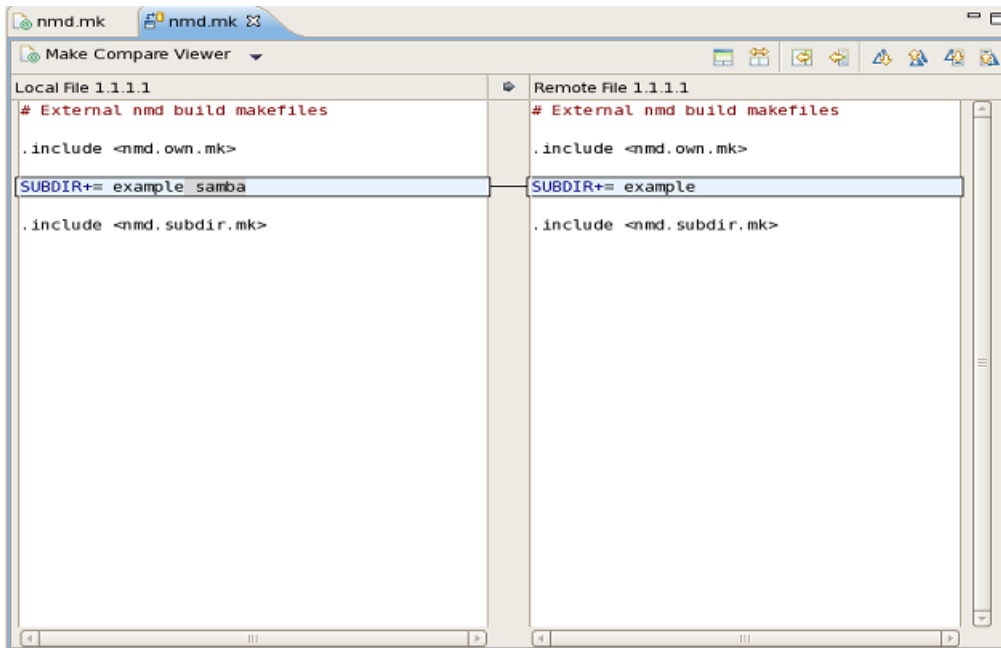 nmd.mk
nmd.mk
Make Compare Viewer
Local File 1.1.1.1
# External nmd build makefiles
.include <nmd.own.mk>
SUBDIR+= example samba
.include <nmd.subdir.mk>
Remote File 1.1.1.1
# External nmd build makefiles
.include <nmd.own.mk>
SUBDIR+= example
.include <nmd.subdir.mk>